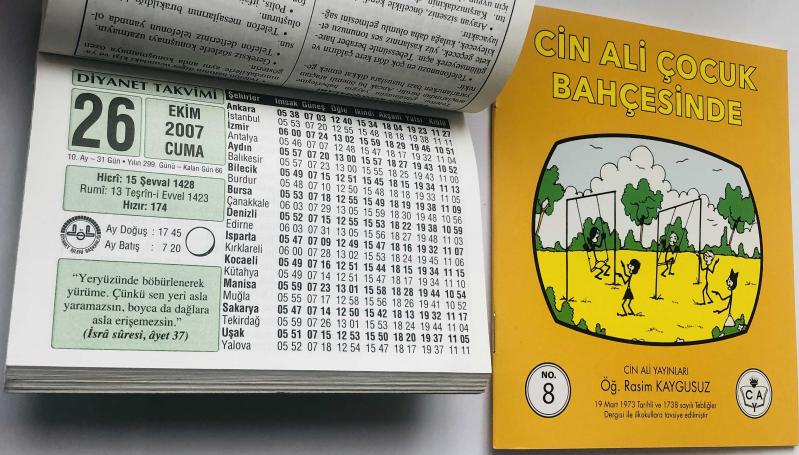 DİYANET TAKVİMİ
26
EKİM
2007
CUMA
10. Ay – 31 Gün • Yılın 299. Günü – Kalan Gün 66
Hicrî: 15 Şevval 1428
Rumî: 13 Teşrîn-i Evvel 1423
Hızır: 174
Ay Doğuş : 17 45
Ay Batış : 7 20
“Yeryüzünde böbürlenerek
yürüme. Çünkü sen yeri asla
yaramazsın, boyca da dağlara
asla erişemezsin.”
(İsrâ sûresi, âyet 37)
Şehirler İmsak Güneş Öğle İkindi Akşam Yatsı Kıble
Ankara 05 38 07 03 12 40 15 34 18 04 19 23 11 27
İstanbul 05 53 07 20 12 55 15 48 18 18 19 38 11 11
İzmir 06 00 07 24 13 02 15 59 18 29 19 46 10 51
Antalya 05 46 07 07 12 48 15 47 18 17 19 32 11 04
Aydın 05 57 07 20 13 00 15 57 18 27 19 43 10 52
Balıkesir 05 57 07 23 13 00 15 55 18 25 19 43 11 00
Bilecik 05 49 07 15 12 51 15 45 18 15 19 34 11 13
Burdur 05 48 07 10 12 50 15 48 18 18 19 33 11 05
Bursa 05 53 07 18 12 55 15 49 18 19 19 38 11 09
Çanakkale 06 03 07 29 13 05 15 59 18 30 19 48 10 56
Denizli 05 52 07 15 12 55 15 53 18 22 19 38 10 59
Edirne 06 03 07 31 13 05 15 56 18 27 19 48 11 03
Isparta 05 47 07 09 12 49 15 47 18 16 19 32 11 07
Kırklareli 06 00 07 28 13 02 15 53 18 24 19 45 11 06
Kocaeli 05 49 07 16 12 51 15 44 18 15 19 34 11 15
Kütahya 05 49 07 14 12 51 15 47 18 17 19 34 11 10
Manisa 05 59 07 23 13 01 15 58 18 28 19 44 10 54
Muğla 05 55 07 17 12 58 15 56 18 26 19 41 10 52
Sakarya 05 47 07 14 12 50 15 42 18 13 19 32 11 17
Tekirdağ 05 59 07 26 13 01 15 53 18 24 19 44 11 04
Uşak 05 51 07 15 12 53 15 50 18 20 19 37 11 05
Yalova 05 52 07 18 12 54 15 47 18 17 19 37 11 11
CİN ALİ ÇOCUK
BAHÇESİNDE
NO.
8
CİN ALİ YAYINLARI
Öğ. Rasim KAYGUSUZ
19 Mart 1973 Tarihli ve 1738 sayılı Tebliğler
Dergisi ile ilkokullara tavsiye edilmiştir
C A
Y